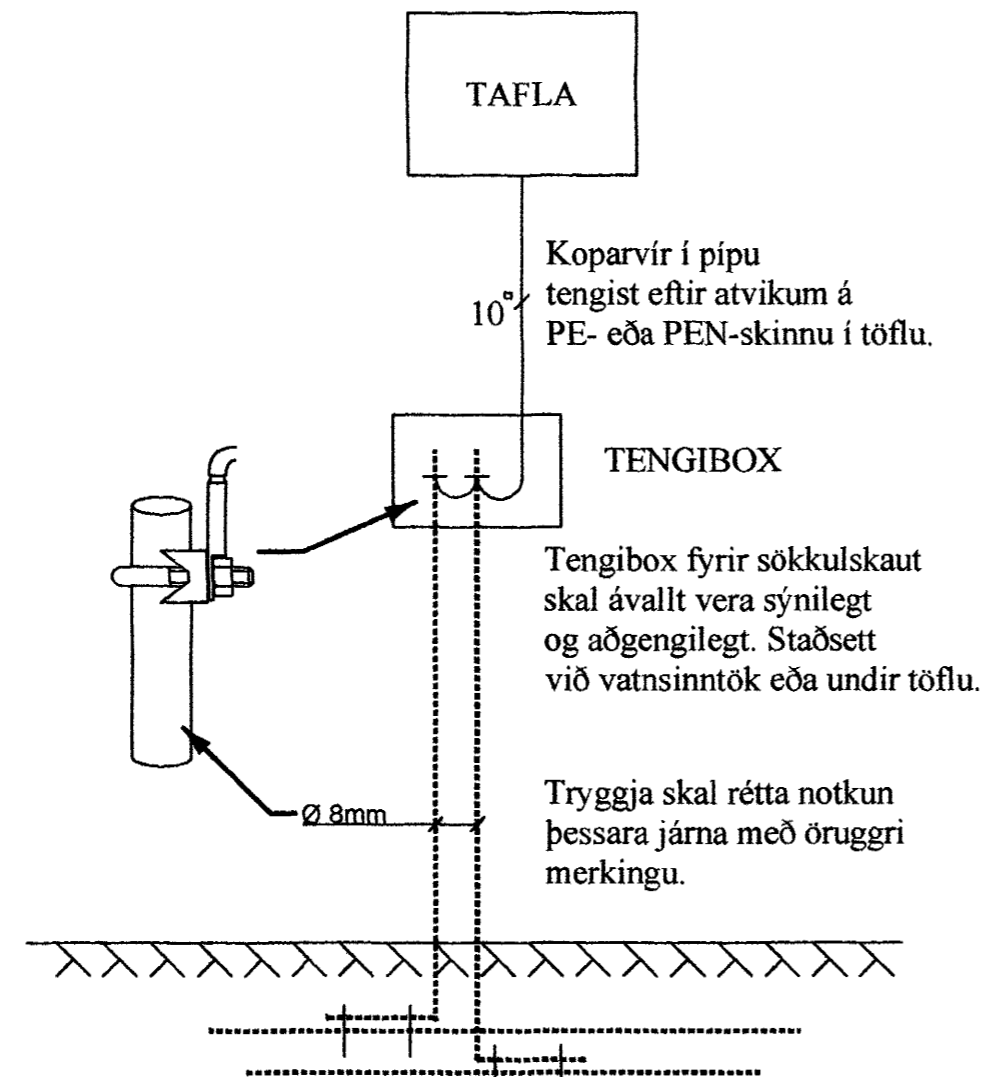 TAFLA
Koparvír í pípu
tengist eftir atvikum á
PE- eða PEN-skinnu í töflu.
10▫
TENGIBOX
Tengibox fyrir sökkulskaut
skal ávallt vera sýnilegt
og aðgengilegt. Staðsett
við vatnsinntök eða undir töflu.
Ø 8mm
Tryggja skal rétta notkun
þessara járna með öruggri
merkingu.